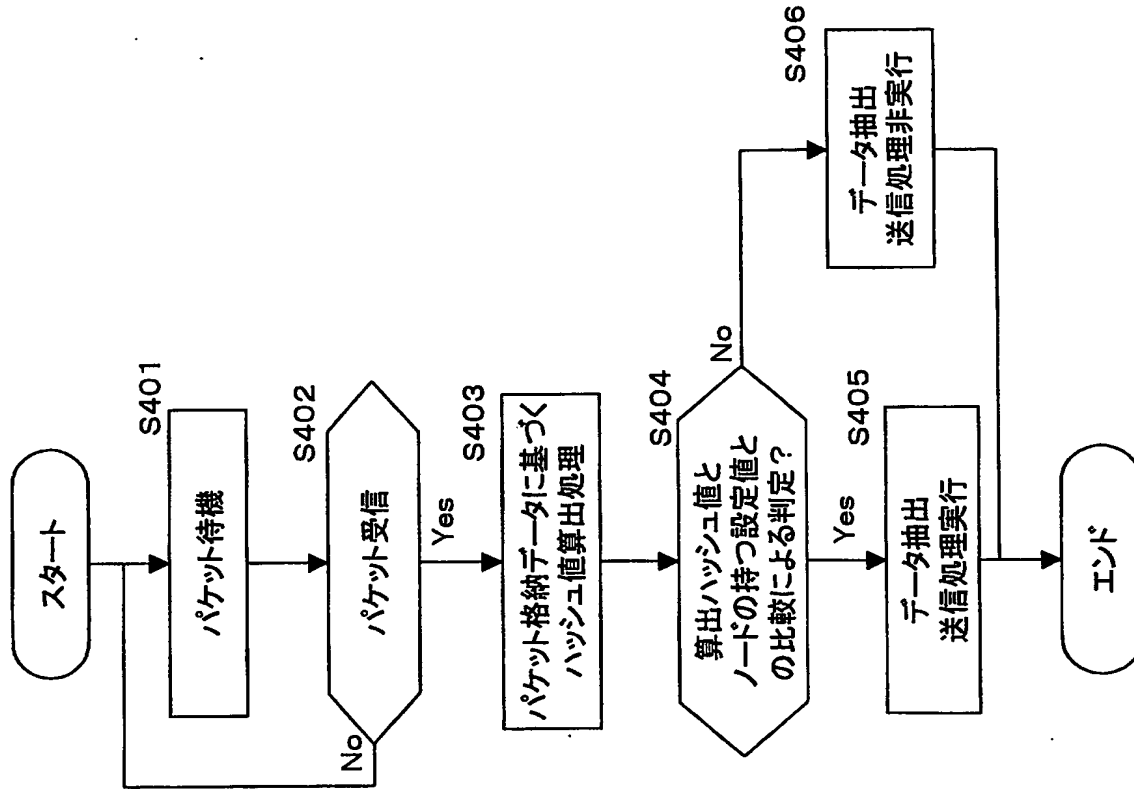 スタート
S401
パケット待機
S402
パケット受信
No
Yes
S403
パケット格納データに基づく
ハッシュ値算出処理
S404
算出ハッシュ値と
ノードの持つ設定値と
の比較による判定？
No
Yes
S405
データ抽出
送信処理実行
S406
データ抽出
送信処理非実行
エンド